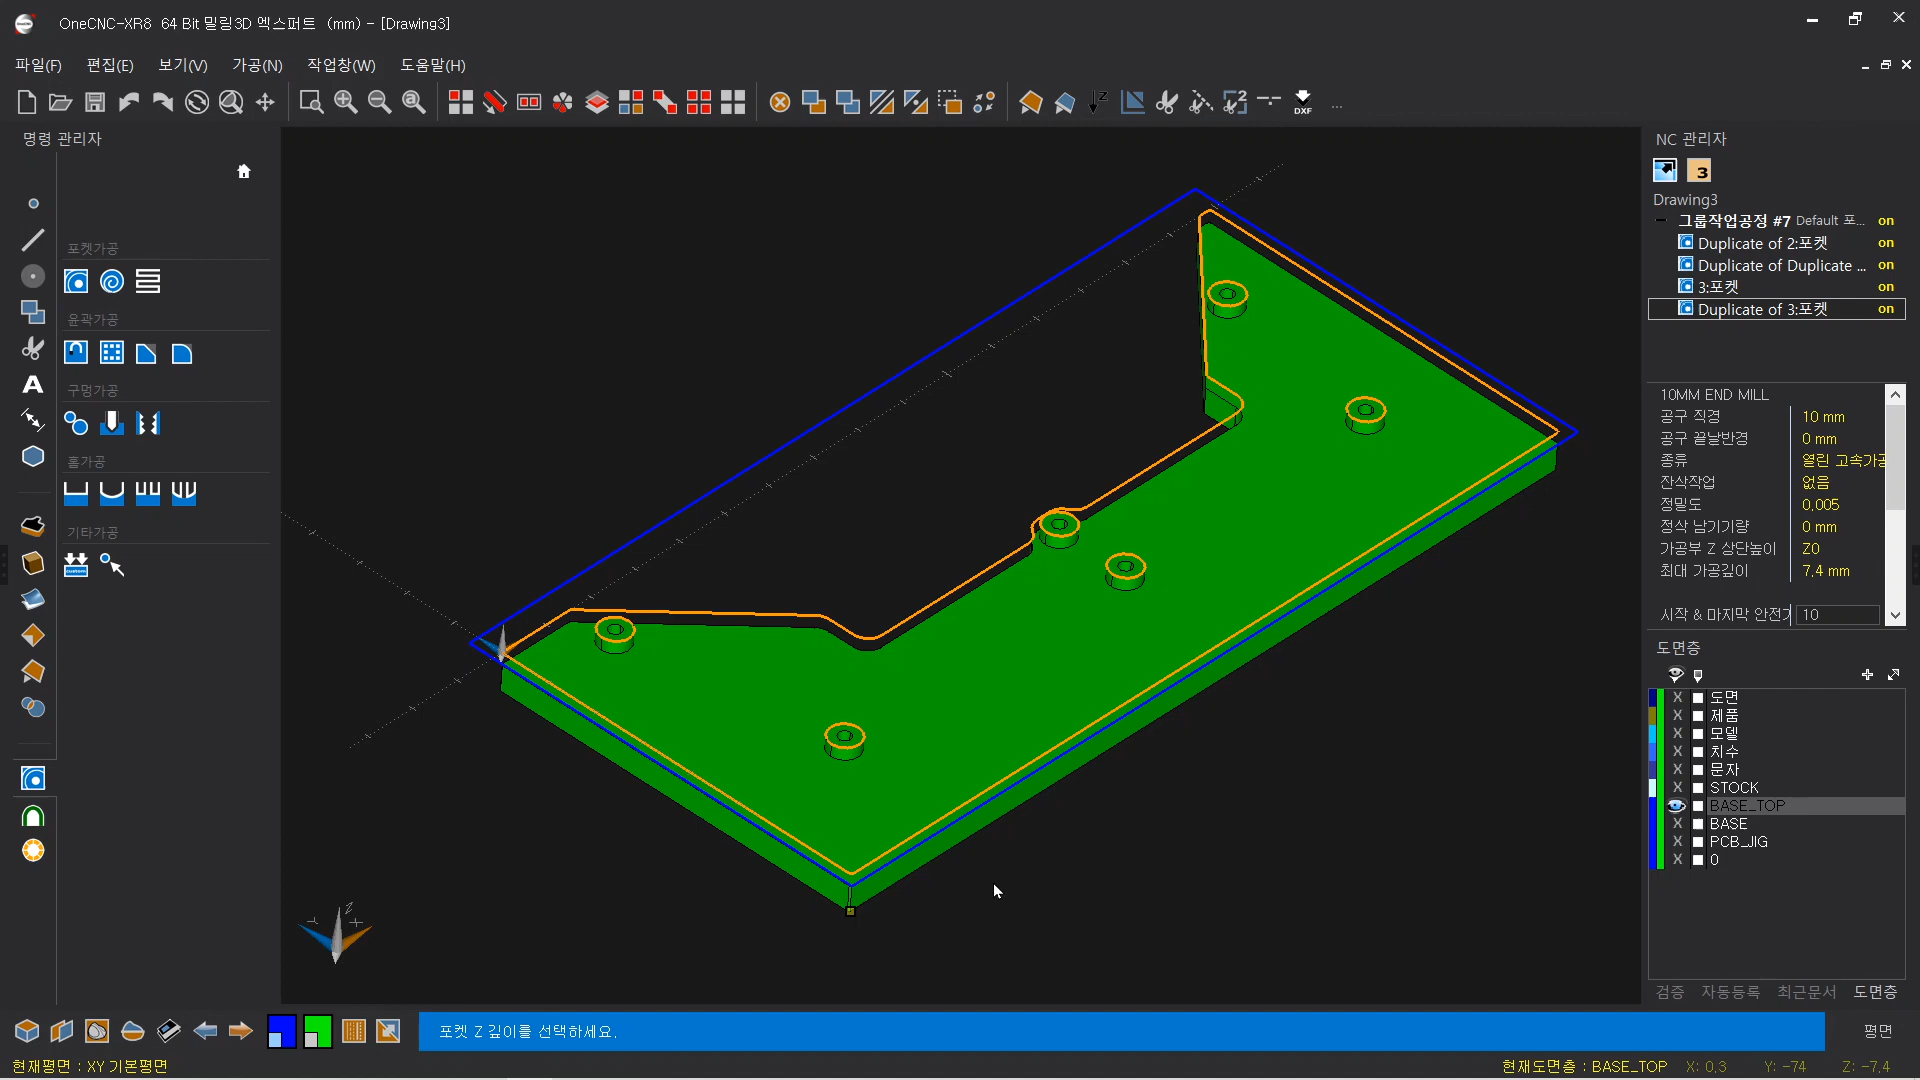 OneCNC-XR8 64 Bit 밀링3D 엑스퍼트 (mm) - [Drawing3]
파일(F) 편집(E) 보기(V) 가공(N) 작업창(W) 도움말(H)
DXF
...
명령 관리자
포켓가공
윤곽가공
구멍가공
홈가공
기타가공
custom
A
NC 관리자
3
Drawing3
그룹작업공정 #7 Default 포... on
Duplicate of 2:포켓 on
Duplicate of Duplicate ... on
3:포켓 on
Duplicate of 3:포켓 on
10MM END MILL
공구 직경 10 mm
공구 끝날반경 0 mm
종류 열린 고속가공
잔삭작업 없음
정밀도 0,005
정삭 남기기량 0 mm
가공부 Z 상단높이 Z0
최대 가공깊이 7,4 mm
시작 & 마지막 안전 10
도면층
X 도면
X 제품
X 모델
X 치수
X 문자
X STOCK
BASE_TOP
X BASE
X PCB_JIG
X 0
검증 자동등록 최근문서 도면층
Z
포켓 Z 깊이를 선택하세요.
평면
현재평면 : XY 기본평면
현재도면층 : BASE_TOP X: 0,3 Y: -74 Z: -7,4